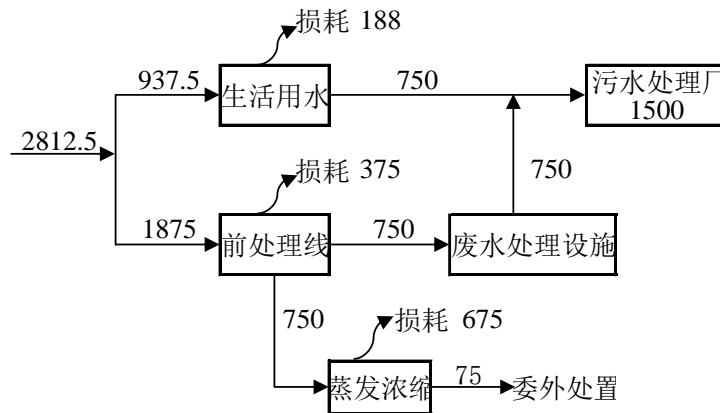 损耗 188
937.5
生活用水
750
污水处理厂
1500
2812.5
损耗 375
750
1875
前处理线
750
废水处理设施
750
损耗 675
蒸发浓缩
75
委外处置